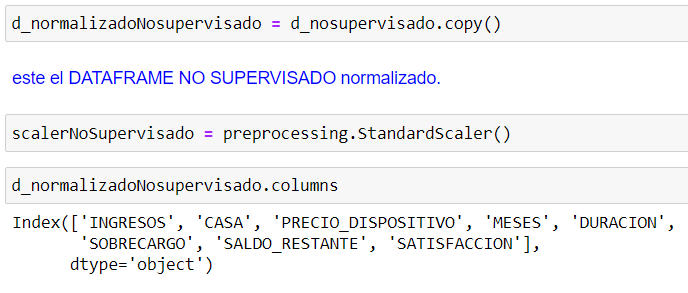 d_normalizadoNosupervisado = d_nosupervisado.copy()
este el DATAFRAME NO SUPERVISADO normalizado.
scalerNoSupervisado = preprocessing.StandardScaler()
d_normalizadoNosupervisado.columns
Index(['INGRESOS', 'CASA', 'PRECIO_DISPOSITIVO', 'MESES', 'DURACION',
'SOBRECARGO', 'SALDO_RESTANTE', 'SATISFACCION'],
dtype='object')